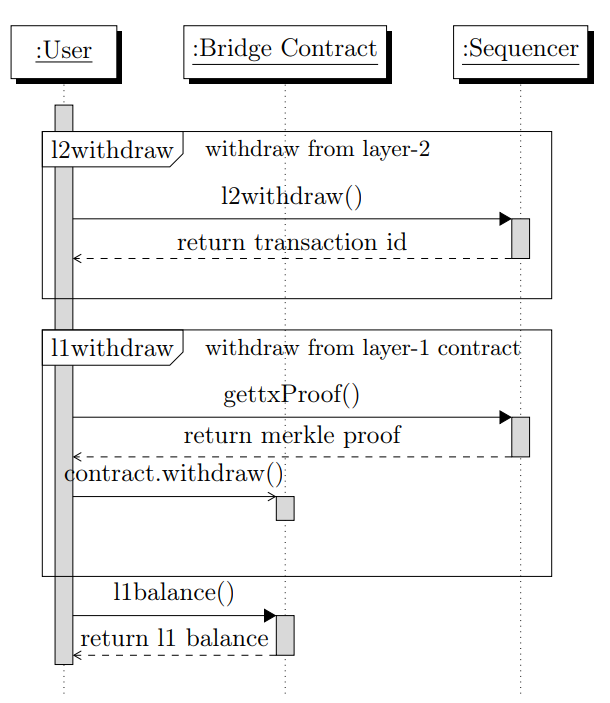 :User
:Bridge Contract
:Sequencer
l2withdraw
withdraw from layer-2
l2withdraw()
return transaction id
l1withdraw
withdraw from layer-1 contract
gettxProof()
return merkle proof
contract.withdraw()
l1balance()
return l1 balance